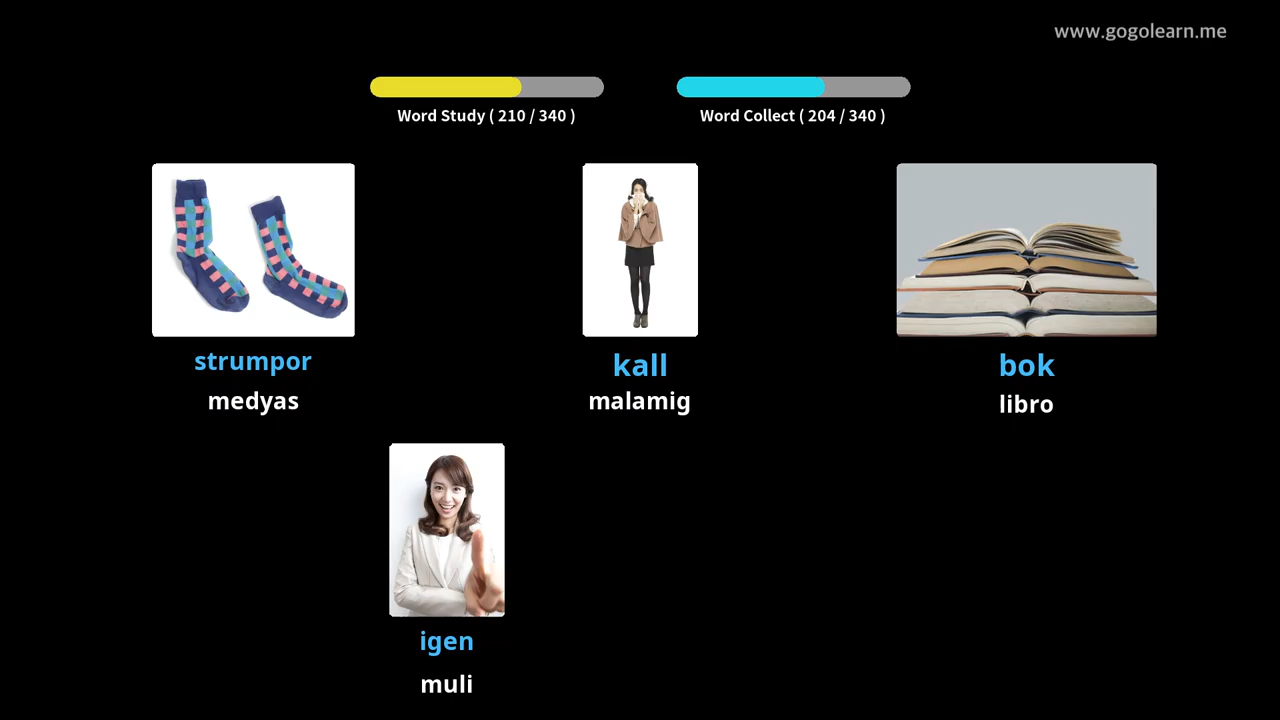 www.gogolearn.me
Word Study ( 210 / 340 )
Word Collect ( 204 / 340 )
strumpor
medyas
kall
malamig
bok
libro
igen
muli